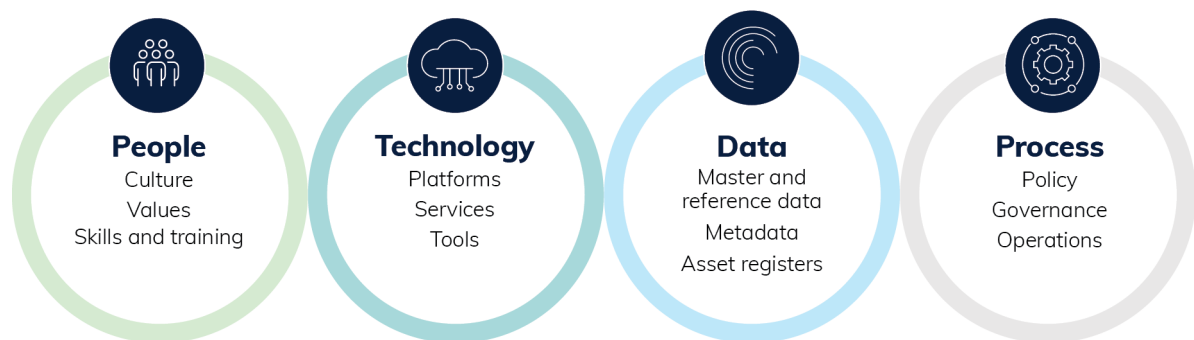 People
Culture
Values
Skills and training
Technology
Platforms
Services
Tools
Data
Master and
reference data
Metadata
Asset registers
Process
Policy
Governance
Operations